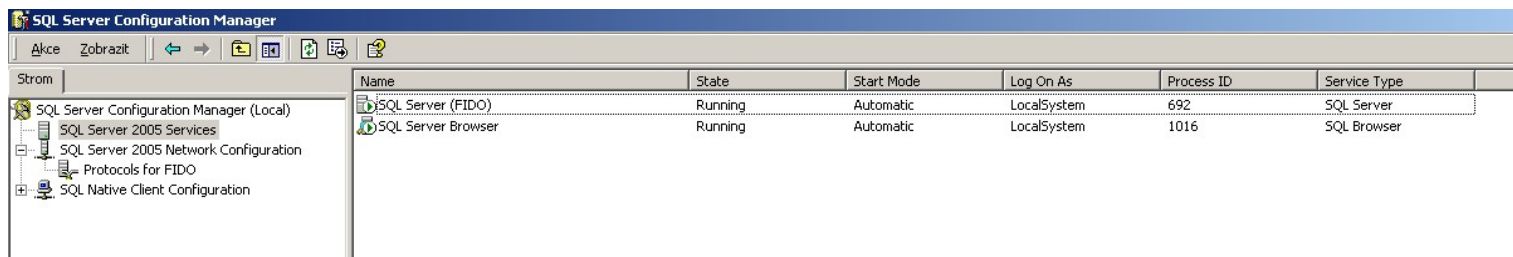 SQL Server Configuration Manager
Akce Zobrazit
Strom
SQL Server Configuration Manager (Local)
SQL Server 2005 Services
SQL Server 2005 Network Configuration
Protocols for FIDO
SQL Native Client Configuration
Name State Start Mode Log On As Process ID Service Type
SQL Server (FIDO) Running Automatic LocalSystem 692 SQL Server
SQL Server Browser Running Automatic LocalSystem 1016 SQL Browser